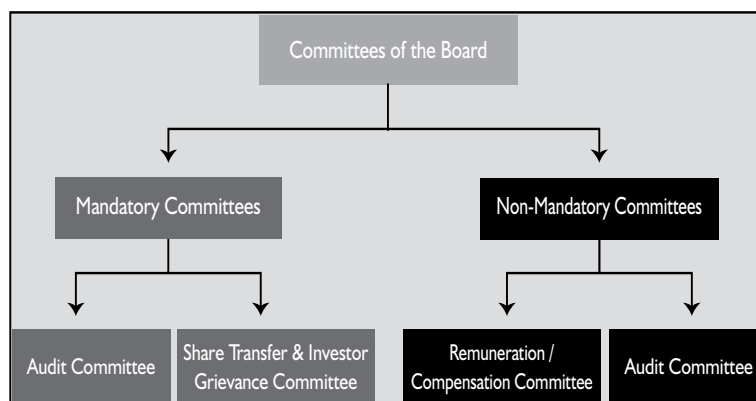 Committees of the Board
Mandatory Committees
Non-Mandatory Committees
Audit Committee
Share Transfer & Investor
Grievance Committee
Remuneration /
Compensation Committee
Audit Committee